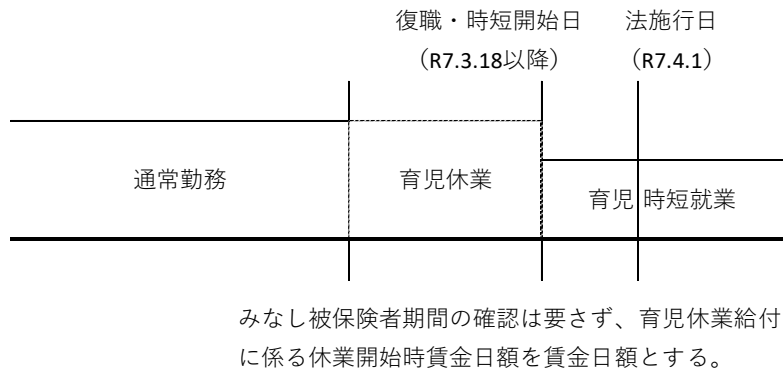 復職・時短開始日 法施行日
(R7.3.18以降) (R7.4.1)
通常勤務 育児休業 育児 時短就業
みなし被保険者期間の確認は要さず、育児休業給付
に係る休業開始時賃金日額を賃金日額とする。